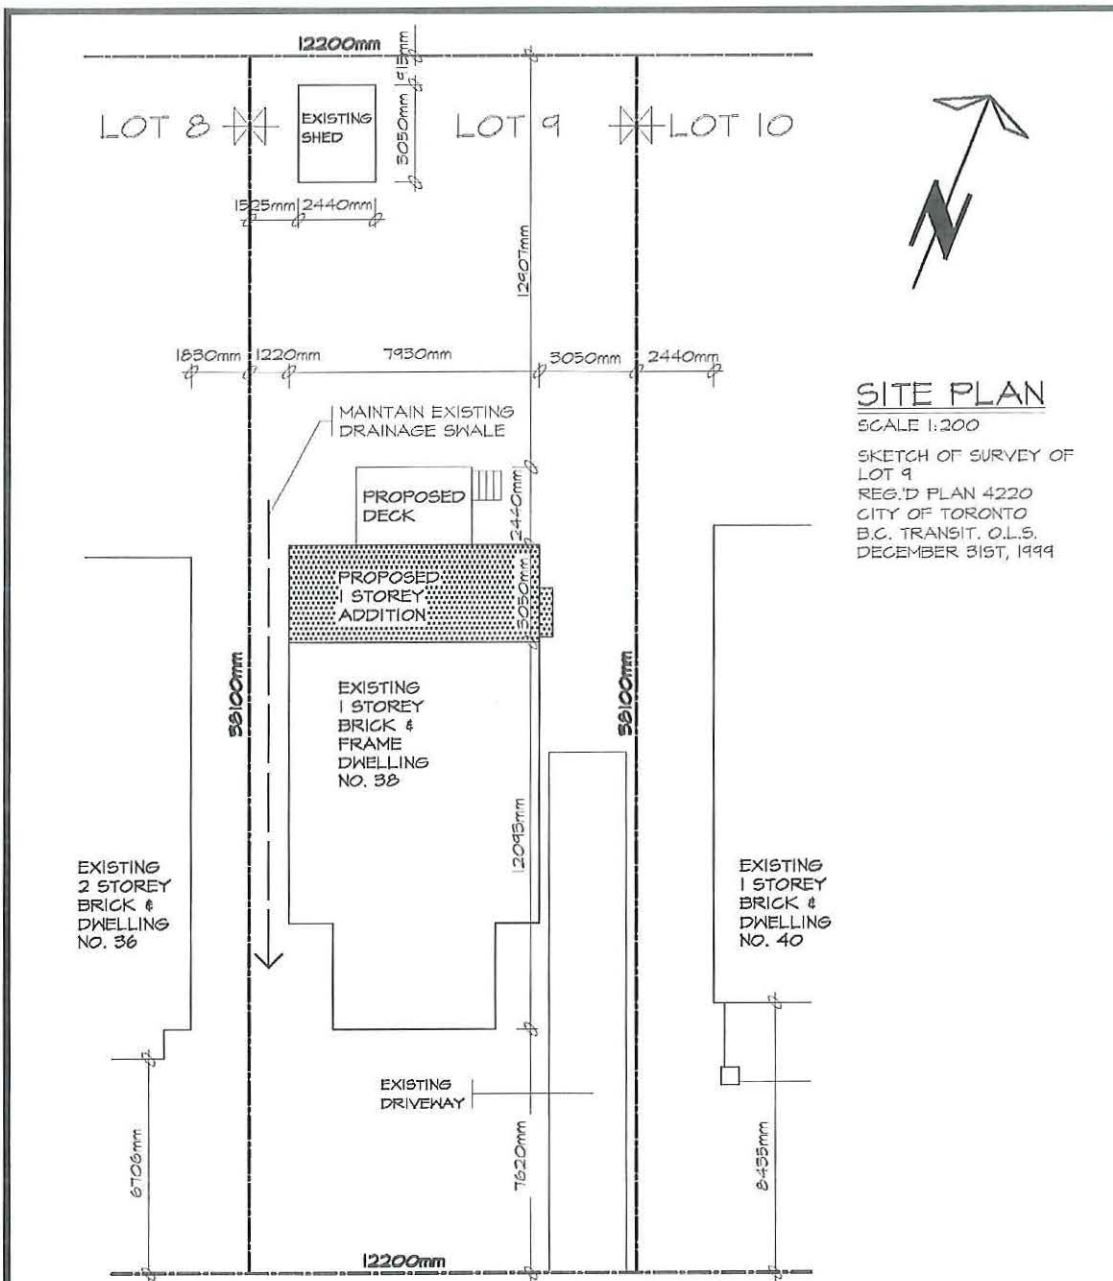 12200mm
915mm
LOT 8
EXISTING
SHED
3050mm
LOT 9
LOT 10
1525mm
2440mm
12907mm
N
1830mm
1220mm
7930mm
3050mm
2440mm
SITE PLAN
SCALE 1:200
SKETCH OF SURVEY OF
LOT 9
REG.'D PLAN 4220
CITY OF TORONTO
B.C. TRANSIT, O.L.S.
DECEMBER 31ST, 1999
MAINTAIN EXISTING
DRAINAGE SWALE
PROPOSED
DECK
2440mm
PROPOSED
1 STOREY
ADDITION
3050mm
38100mm
EXISTING
1 STOREY
BRICK &
FRAME
DWELLING
NO. 38
38100mm
12093mm
EXISTING
2 STOREY
BRICK &
DWELLING
NO. 36
EXISTING
1 STOREY
BRICK &
DWELLING
NO. 40
EXISTING
DRIVEWAY
6706mm
7620mm
8435mm
12200mm